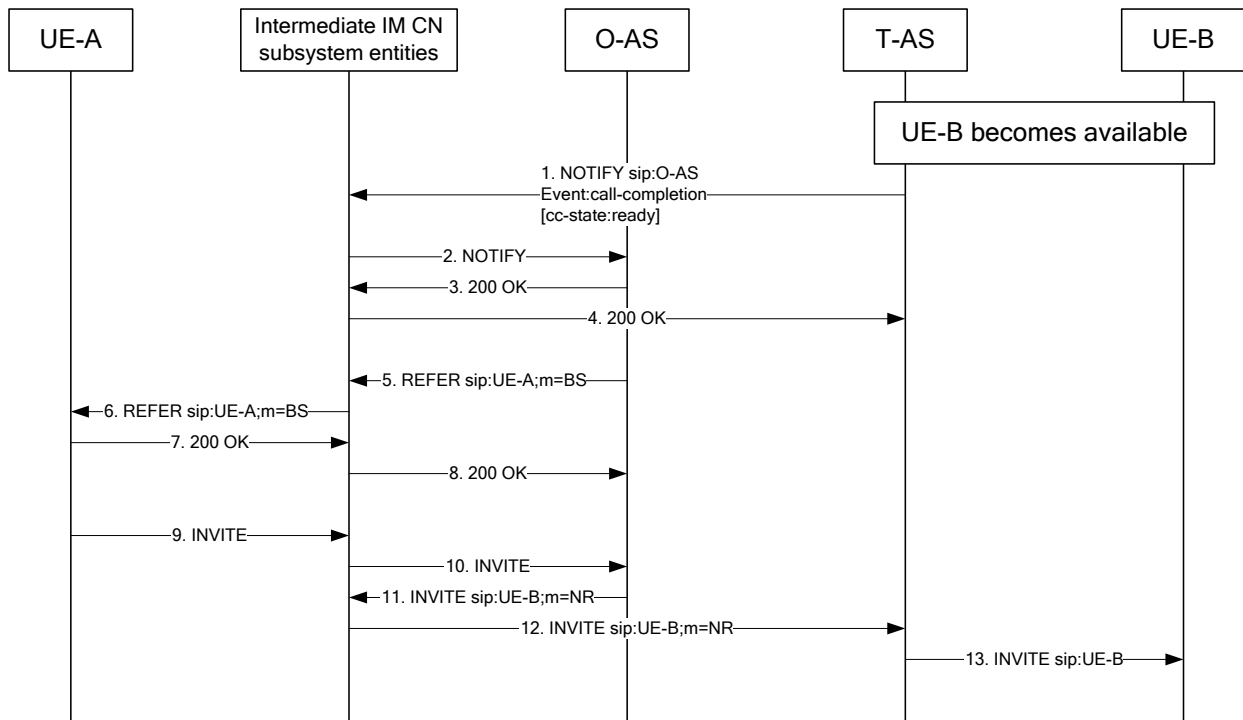 UE-A
Intermediate IM CN
subsystem entities
O-AS
T-AS
UE-B
UE-B becomes available
1. NOTIFY sip:O-AS
Event:call-completion
[cc-state:ready]
2. NOTIFY
3. 200 OK
4. 200 OK
5. REFER sip:UE-A;m=BS
6. REFER sip:UE-A;m=BS
7. 200 OK
8. 200 OK
9. INVITE
10. INVITE
11. INVITE sip:UE-B;m=NR
12. INVITE sip:UE-B;m=NR
13. INVITE sip:UE-B